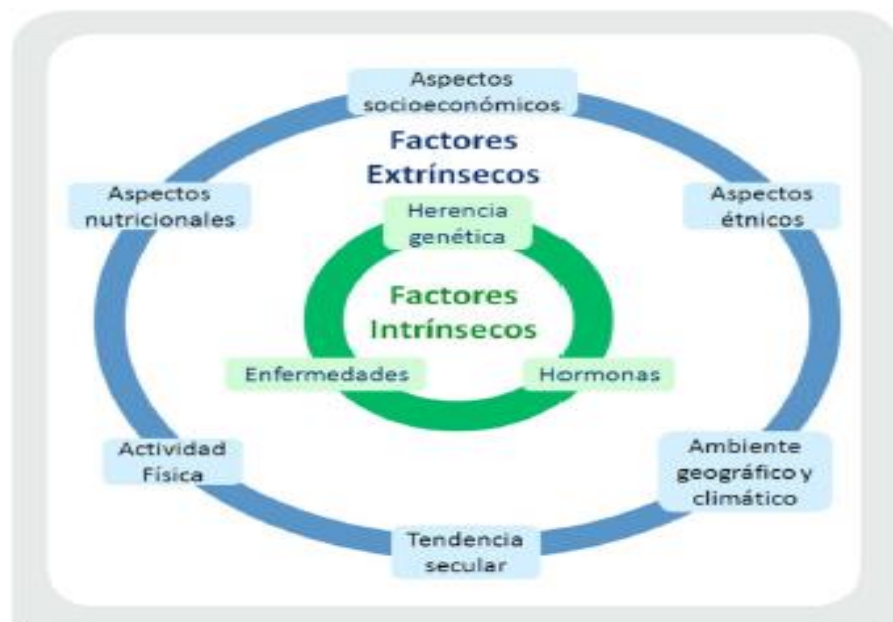 Aspectos
socioeconómicos
Factores
Extrínsecos
Aspectos
nutricionales
Aspectos
étnicos
Herencia
genética
Factores
Intrínsecos
Enfermedades
Hormonas
Actividad
Física
Ambiente
geográfico y
climático
Tendencia
secular